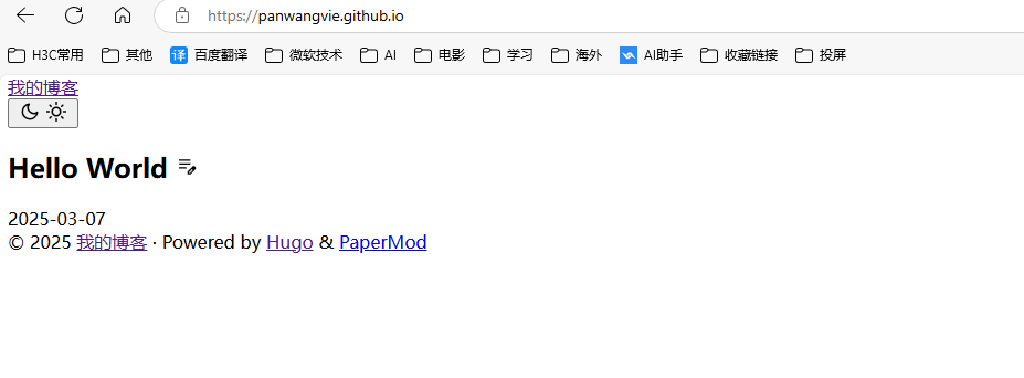 https://panwangvie.github.io
H3C常用 其他 译 百度翻译 微软技术 AI 电影 学习 海外 AI助手 收藏链接 投屏
我的博客
Hello World
2025-03-07
© 2025 我的博客 · Powered by Hugo & PaperMod